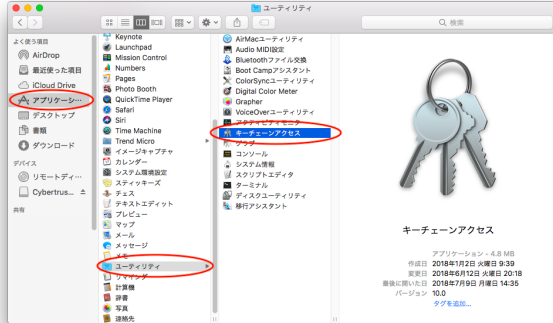 ユーティリティ
検索
よく使う項目
AirDrop
最近使った項目
iCloud Drive
アプリケーシ…
デスクトップ
書類
ダウンロード
デバイス
リモートディ…
Cybertrus…
共有
Keynote
Launchpad
Mission Control
Numbers
Pages
Photo Booth
QuickTime Player
Safari
Siri
Time Machine
Trend Micro
イメージキャプチャ
カレンダー
システム環境設定
スティッキーズ
チェス
テキストエディット
プレビュー
マップ
メール
メッセージ
メモ
ユーティリティ
リマインダー
計算機
辞書
写真
連絡先
AirMacユーティリティ
Audio MIDI設定
Bluetoothファイル交換
Boot Campアシスタント
ColorSyncユーティリティ
Digital Color Meter
Grapher
VoiceOverユーティリティ
アクティビティモニタ
キーチェーンアクセス
グラブ
コンソール
システム情報
スクリプトエディタ
ターミナル
ディスクユーティリティ
移行アシスタント
キーチェーンアクセス
アプリケーション - 4.8 MB
作成日 2018年1月2日 火曜日 9:39
変更日 2018年6月12日 火曜日 20:18
最後に開いた日 2018年7月9日 月曜日 14:35
バージョン 10.0
タグを追加...